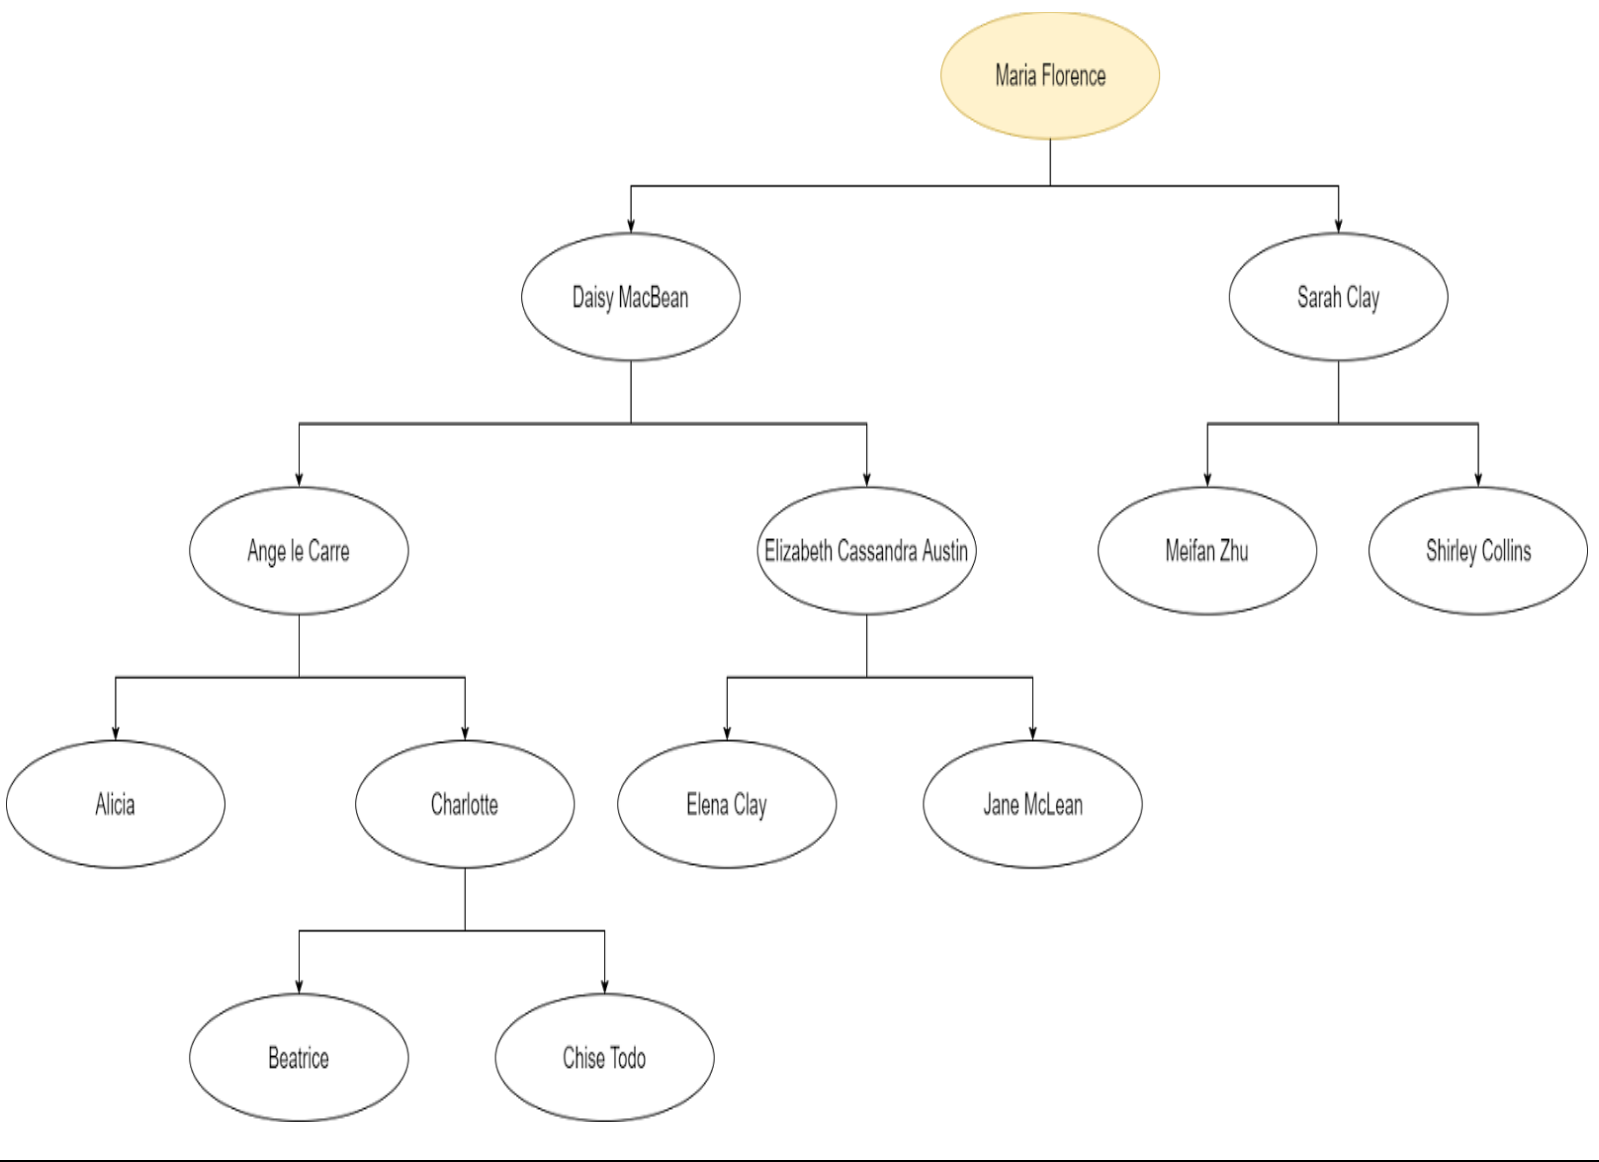 Maria Florence
Daisy MacBean
Sarah Clay
Ange le Carre
Elizabeth Cassandra Austin
Meifan Zhu
Shirley Collins
Alicia
Charlotte
Elena Clay
Jane McLean
Beatrice
Chise Todo